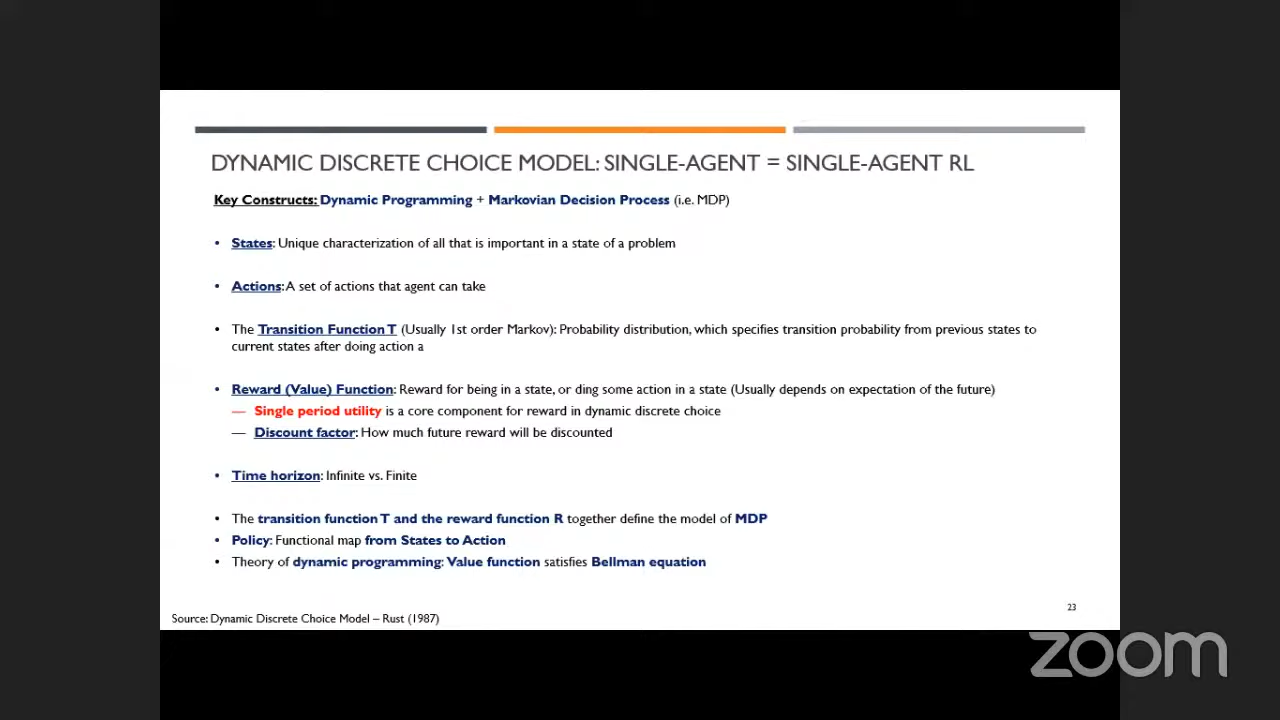 DYNAMIC DISCRETE CHOICE MODEL: SINGLE-AGENT = SINGLE-AGENT RL
Key Constructs: Dynamic Programming + Markovian Decision Process (i.e. MDP)
• States: Unique characterization of all that is important in a state of a problem
• Actions: A set of actions that agent can take
• The Transition Function T (Usually 1st order Markov): Probability distribution, which specifies transition probability from previous states to
current states after doing action a
• Reward (Value) Function: Reward for being in a state, or ding some action in a state (Usually depends on expectation of the future)
— Single period utility is a core component for reward in dynamic discrete choice
— Discount factor: How much future reward will be discounted
• Time horizon: Infinite vs. Finite
• The transition function T and the reward function R together define the model of MDP
• Policy: Functional map from States to Action
• Theory of dynamic programming: Value function satisfies Bellman equation
23
Source: Dynamic Discrete Choice Model – Rust (1987)
zoom